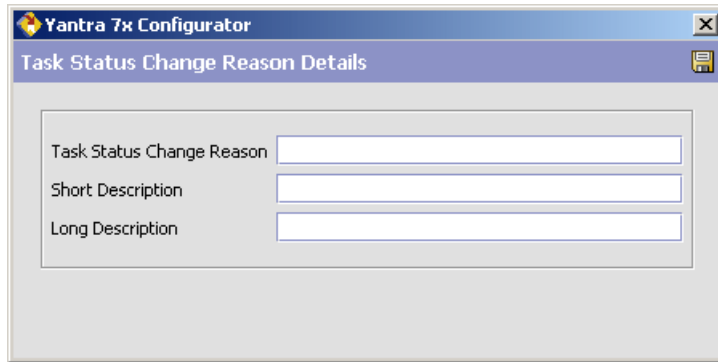 Yantra 7x Configurator
Task Status Change Reason Details
Task Status Change Reason
Short Description
Long Description